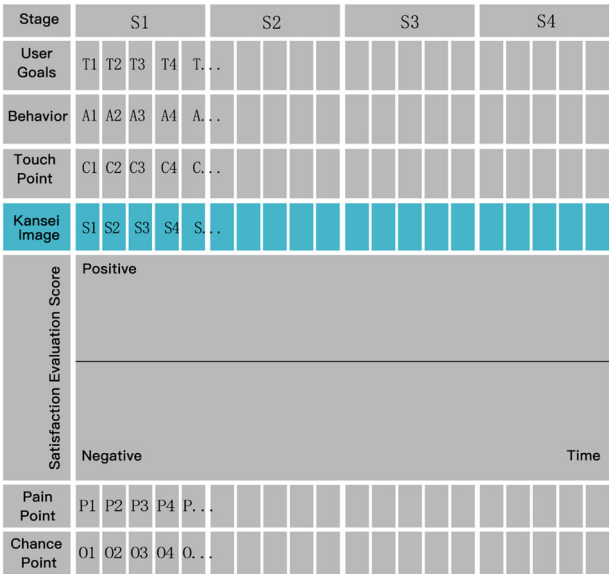 Stage S1 S2 S3 S4
User
Goals
T1 T2 T3 T4 T...
Behavior A1 A2 A3 A4 A...
Touch
Point
C1 C2 C3 C4 C...
Kansei
Image
S1 S2 S3 S4 S...
Satisfaction Evaluation Score
Positive
Negative Time
Pain
Point
P1 P2 P3 P4 P...
Chance
Point
O1 O2 O3 O4 O...